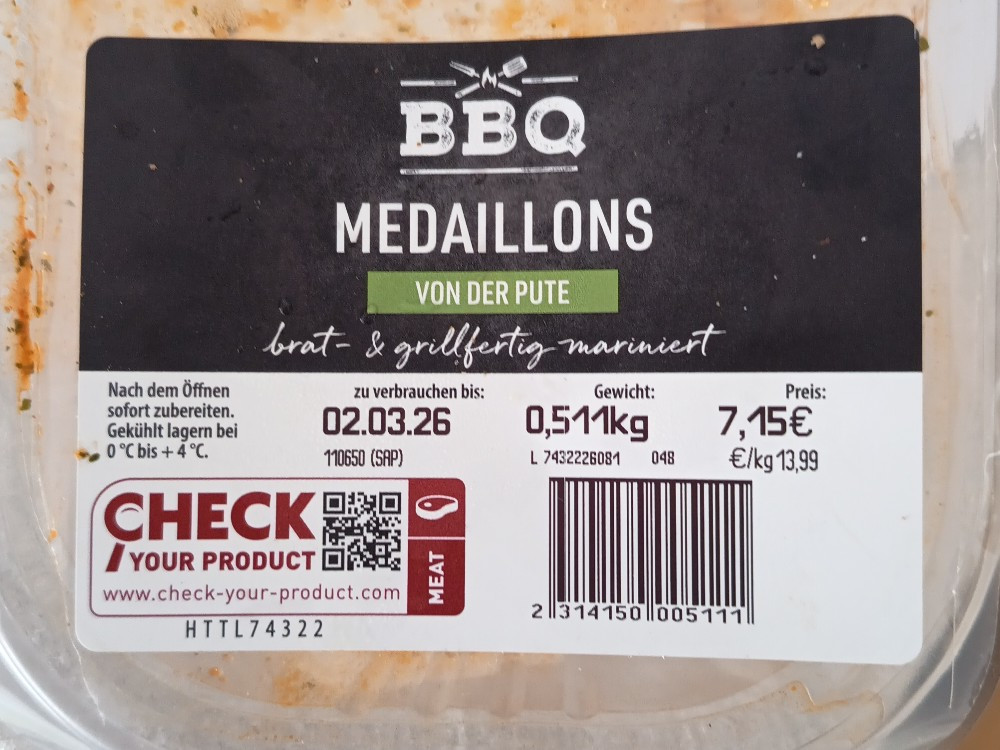 BBQ
MEDAILLONS
VON DER PUTE
brat- & grillfertig mariniert
Nach dem Öffnen
sofort zubereiten.
Gekühlt lagern bei
0 °C bis + 4 °C.
zu verbrauchen bis:
02.03.26
110650 (SAP)
Gewicht:
0,511kg
L 7432226081 048
Preis:
7,15€
€/kg 13,99
CHECK
YOUR PRODUCT
www.check-your-product.com
MEAT
HTTL74322
2 314150 005111